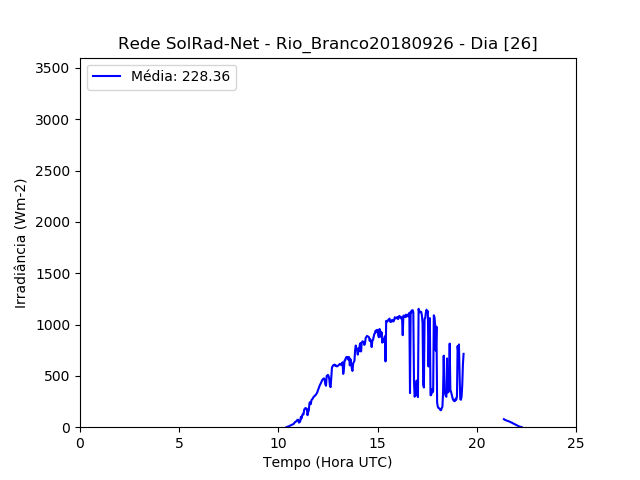 Rede SolRad-Net - Rio_Branco20180926 - Dia [26]
Média: 228.36
3500
3000
2500
2000
1500
1000
500
0
Irradiância (Wm-2)
0 5 10 15 20 25
Tempo (Hora UTC)